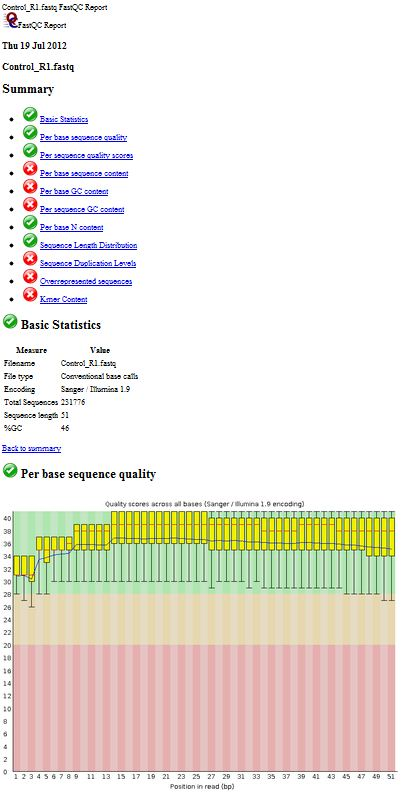 Control_R1.fastq FastQC Report
FastQC Report
Thu 19 Jul 2012
Control_R1.fastq
Summary
Basic Statistics
Per base sequence quality
Per sequence quality scores
Per base sequence content
Per base GC content
Per sequence GC content
Per base N content
Sequence Length Distribution
Sequence Duplication Levels
Overrepresented sequences
Kmer Content
Basic Statistics
Measure Value
Filename Control_R1.fastq
File type Conventional base calls
Encoding Sanger / Illumina 1.9
Total Sequences 231776
Sequence length 51
%GC 46
Back to summary
Per base sequence quality
Quality scores across all bases (Sanger / Illumina 1.9 encoding)
40
38
36
34
32
30
28
26
24
22
20
18
16
14
12
10
8
6
4
2
0
1 2 3 4 5 6 7 8 9 11 13 15 17 19 21 23 25 27 29 31 33 35 37 39 41 43 45 47 49 51
Position in read (bp)